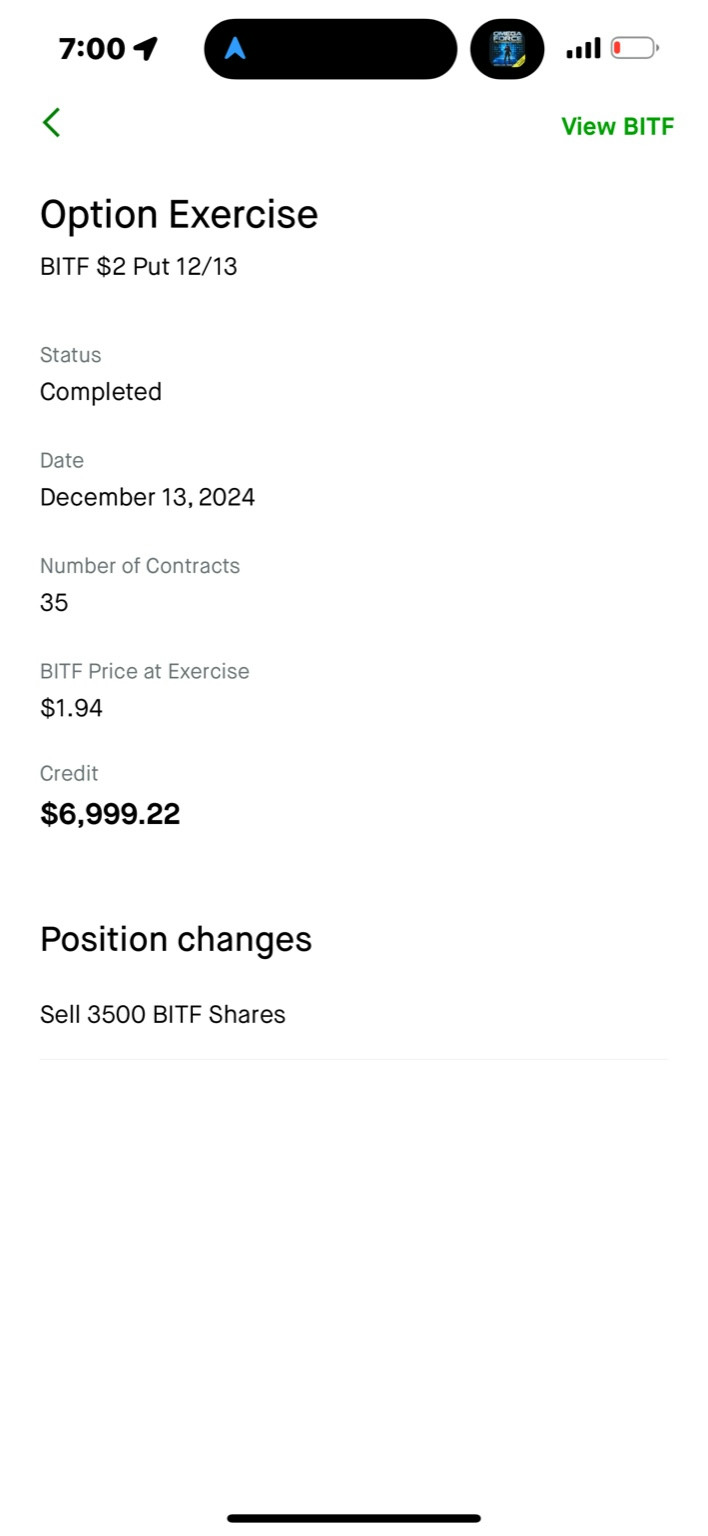 7:00
OMEGA
FORCE
View BITF
Option Exercise
BITF $2 Put 12/13
Status
Completed
Date
December 13, 2024
Number of Contracts
35
BITF Price at Exercise
$1.94
Credit
$6,999.22
Position changes
Sell 3500 BITF Shares